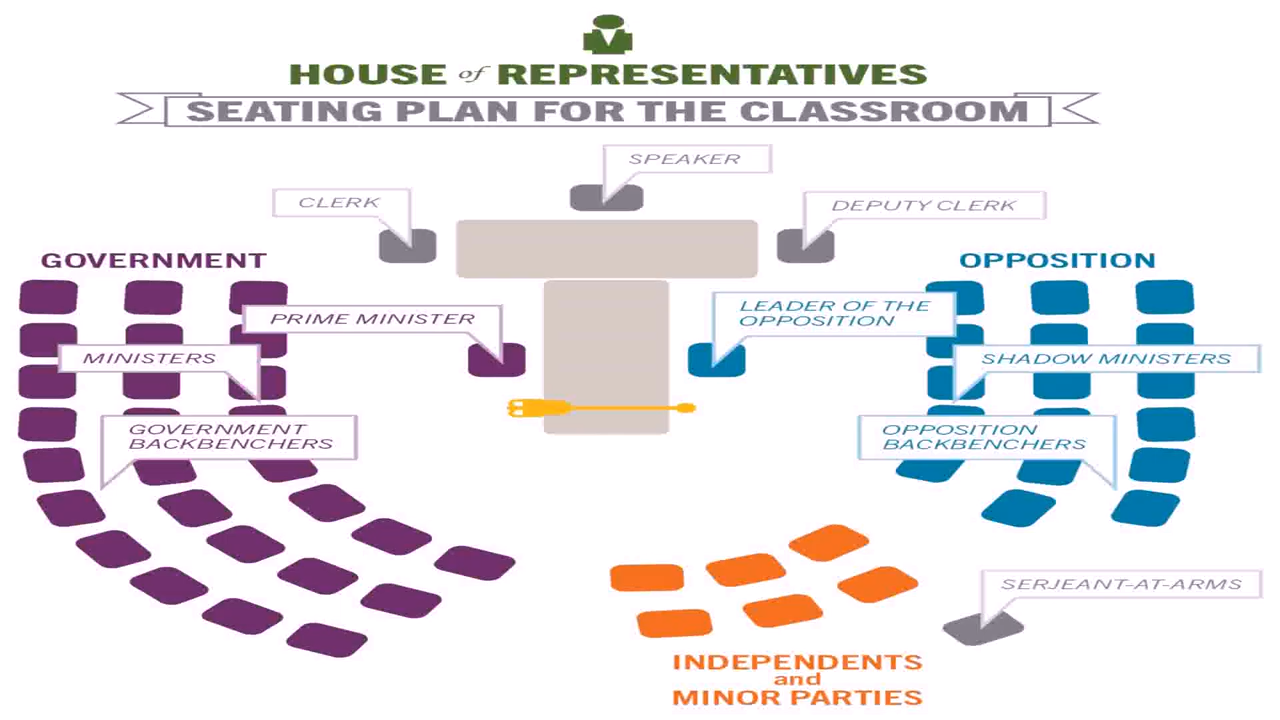 HOUSE of REPRESENTATIVES
SEATING PLAN FOR THE CLASSROOM
SPEAKER
CLERK
DEPUTY CLERK
GOVERNMENT
OPPOSITION
PRIME MINISTER
LEADER OF THE
OPPOSITION
MINISTERS
SHADOW MINISTERS
GOVERNMENT
BACKBENCHERS
OPPOSITION
BACKBENCHERS
SERJEANT-AT-ARMS
INDEPENDENTS
and
MINOR PARTIES